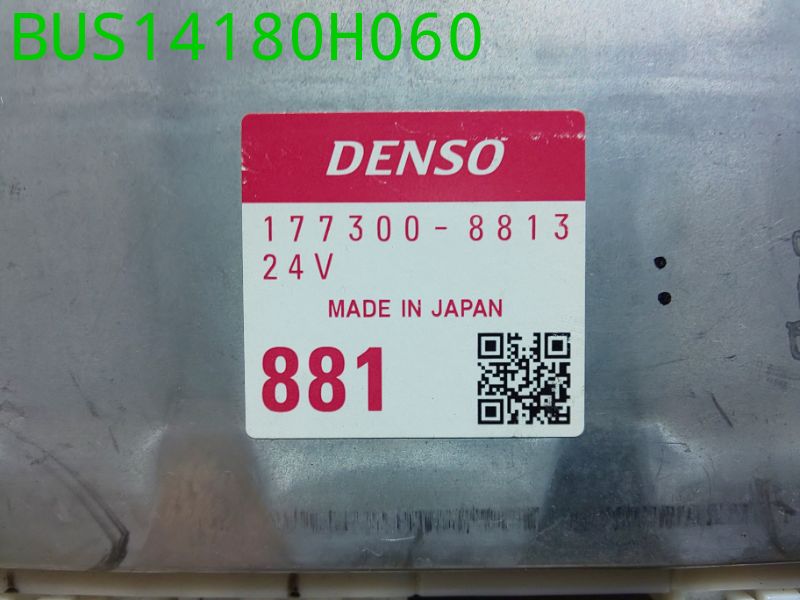 BUS14180H060
DENSO
177300-8813
24V
MADE IN JAPAN
881